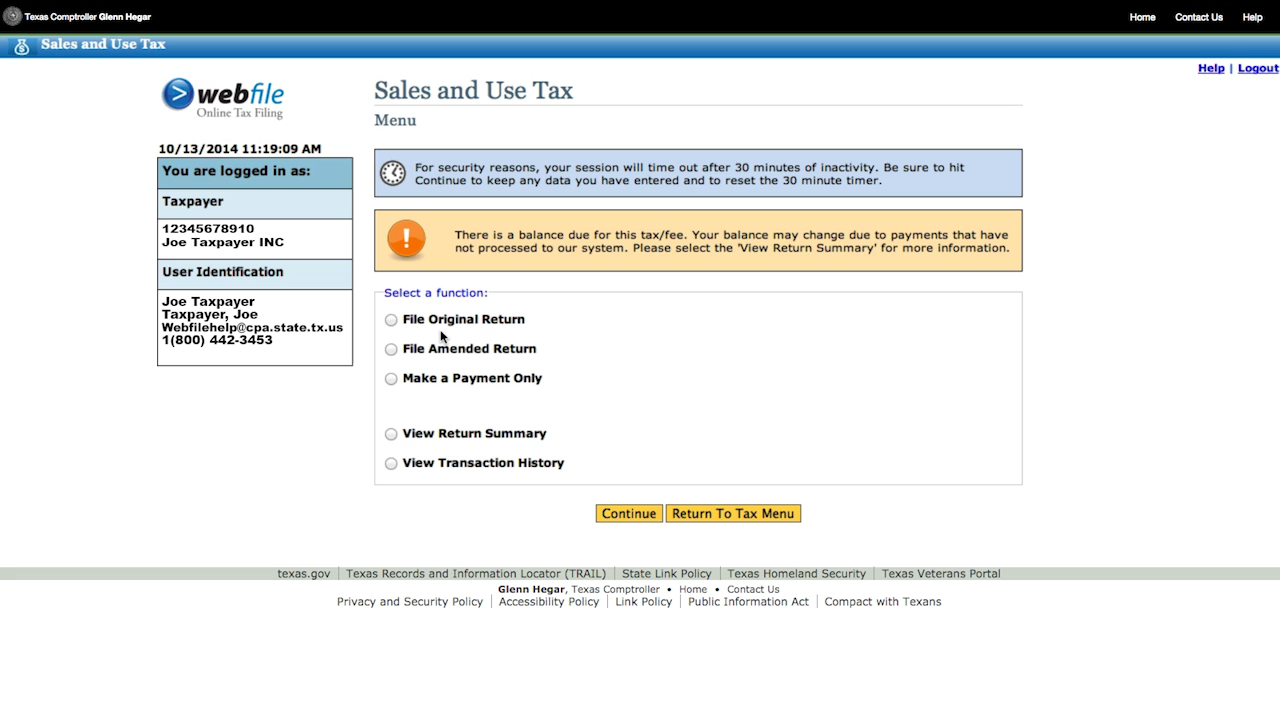 Texas Comptroller Glenn Hegar
Home
Contact Us
Help
Sales and Use Tax
Help | Logout
webfile
Online Tax Filing
Sales and Use Tax
Menu
10/13/2014 11:19:09 AM
You are logged in as:
Taxpayer
12345678910
Joe Taxpayer INC
User Identification
Joe Taxpayer
Taxpayer, Joe
Webfilehelp@cpa.state.tx.us
1(800) 442-3453
For security reasons, your session will time out after 30 minutes of inactivity. Be sure to hit
Continue to keep any data you have entered and to reset the 30 minute timer.
There is a balance due for this tax/fee. Your balance may change due to payments that have
not processed to our system. Please select the 'View Return Summary' for more information.
Select a function:
File Original Return
File Amended Return
Make a Payment Only
View Return Summary
View Transaction History
Continue
Return To Tax Menu
texas.gov | Texas Records and Information Locator (TRAIL) | State Link Policy | Texas Homeland Security | Texas Veterans Portal
Glenn Hegar, Texas Comptroller • Home • Contact Us
Privacy and Security Policy | Accessibility Policy | Link Policy | Public Information Act | Compact with Texans